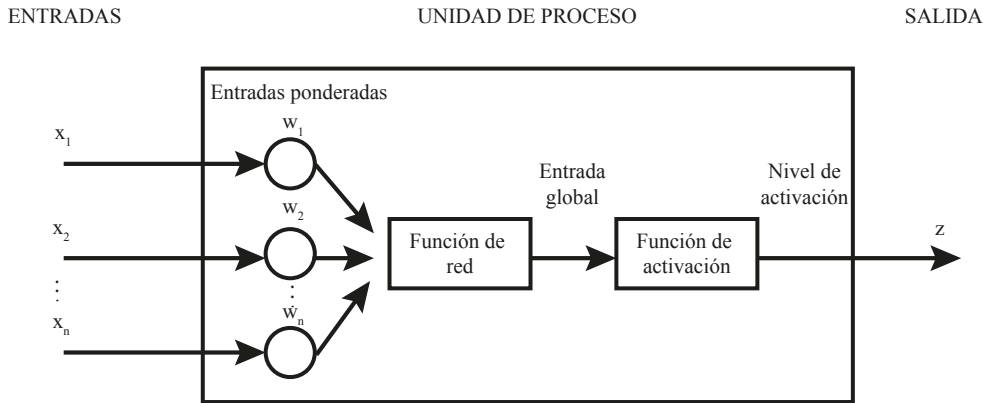 ENTRADAS
UNIDAD DE PROCESO
SALIDA
Entradas ponderadas
x1
w1
x2
w2
⋮
⋮
xn
wn
Función de
red
Entrada
global
Función de
activación
Nivel de
activación
z